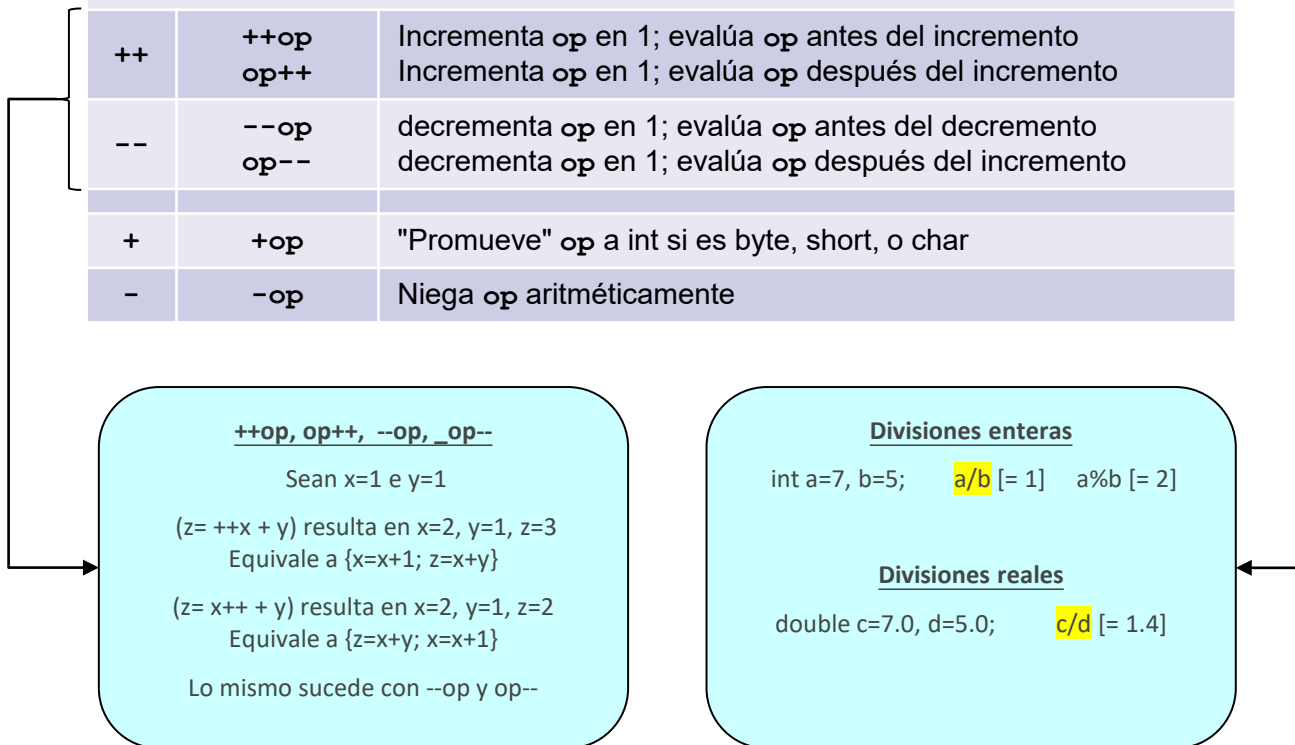 ++ ++op Incrementa op en 1; evalúa op antes del incremento
op++ Incrementa op en 1; evalúa op después del incremento
-- --op decrementa op en 1; evalúa op antes del decremento
op-- decrementa op en 1; evalúa op después del incremento
+ +op "Promueve" op a int si es byte, short, o char
- -op Niega op aritméticamente
++op, op++, --op, _op--
Sean x=1 e y=1
(z= ++x + y) resulta en x=2, y=1, z=3
Equivale a {x=x+1; z=x+y}
(z= x++ + y) resulta en x=2, y=1, z=2
Equivale a {z=x+y; x=x+1}
Lo mismo sucede con --op y op--
Divisiones enteras
int a=7, b=5; a/b [= 1] a%b [= 2]
Divisiones reales
double c=7.0, d=5.0; c/d [= 1.4]